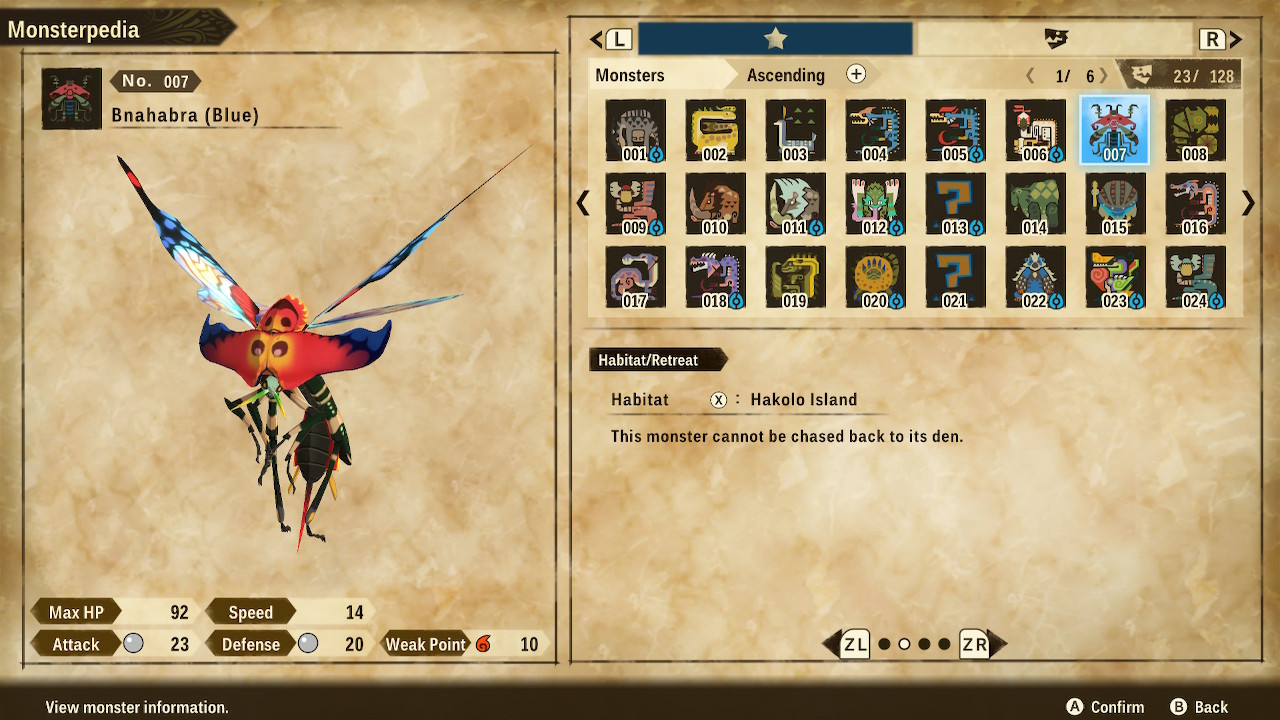 Monsterpedia
No. 007
Bnahabra (Blue)
Max HP 92 Speed 14
Attack 23 Defense 20 Weak Point 10
L R
Monsters Ascending 1/ 6 23/ 128
001 002 003 004 005 006 007 008
009 010 011 012 013 014 015 016
017 018 019 020 021 022 023 024
Habitat/Retreat
Habitat X : Hakolo Island
This monster cannot be chased back to its den.
ZL ZR
View monster information.
A Confirm B Back